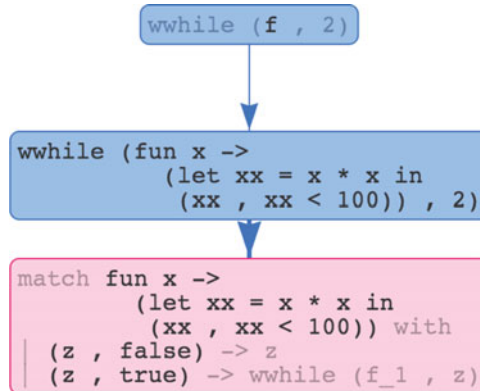 wwhile (f , 2)
wwhile (fun x ->
(let xx = x * x in
(xx , xx < 100)) , 2)
match fun x ->
(let xx = x * x in
(xx , xx < 100)) with
| (z , false) -> z
| (z , true) -> wwhile (f_1 , z)